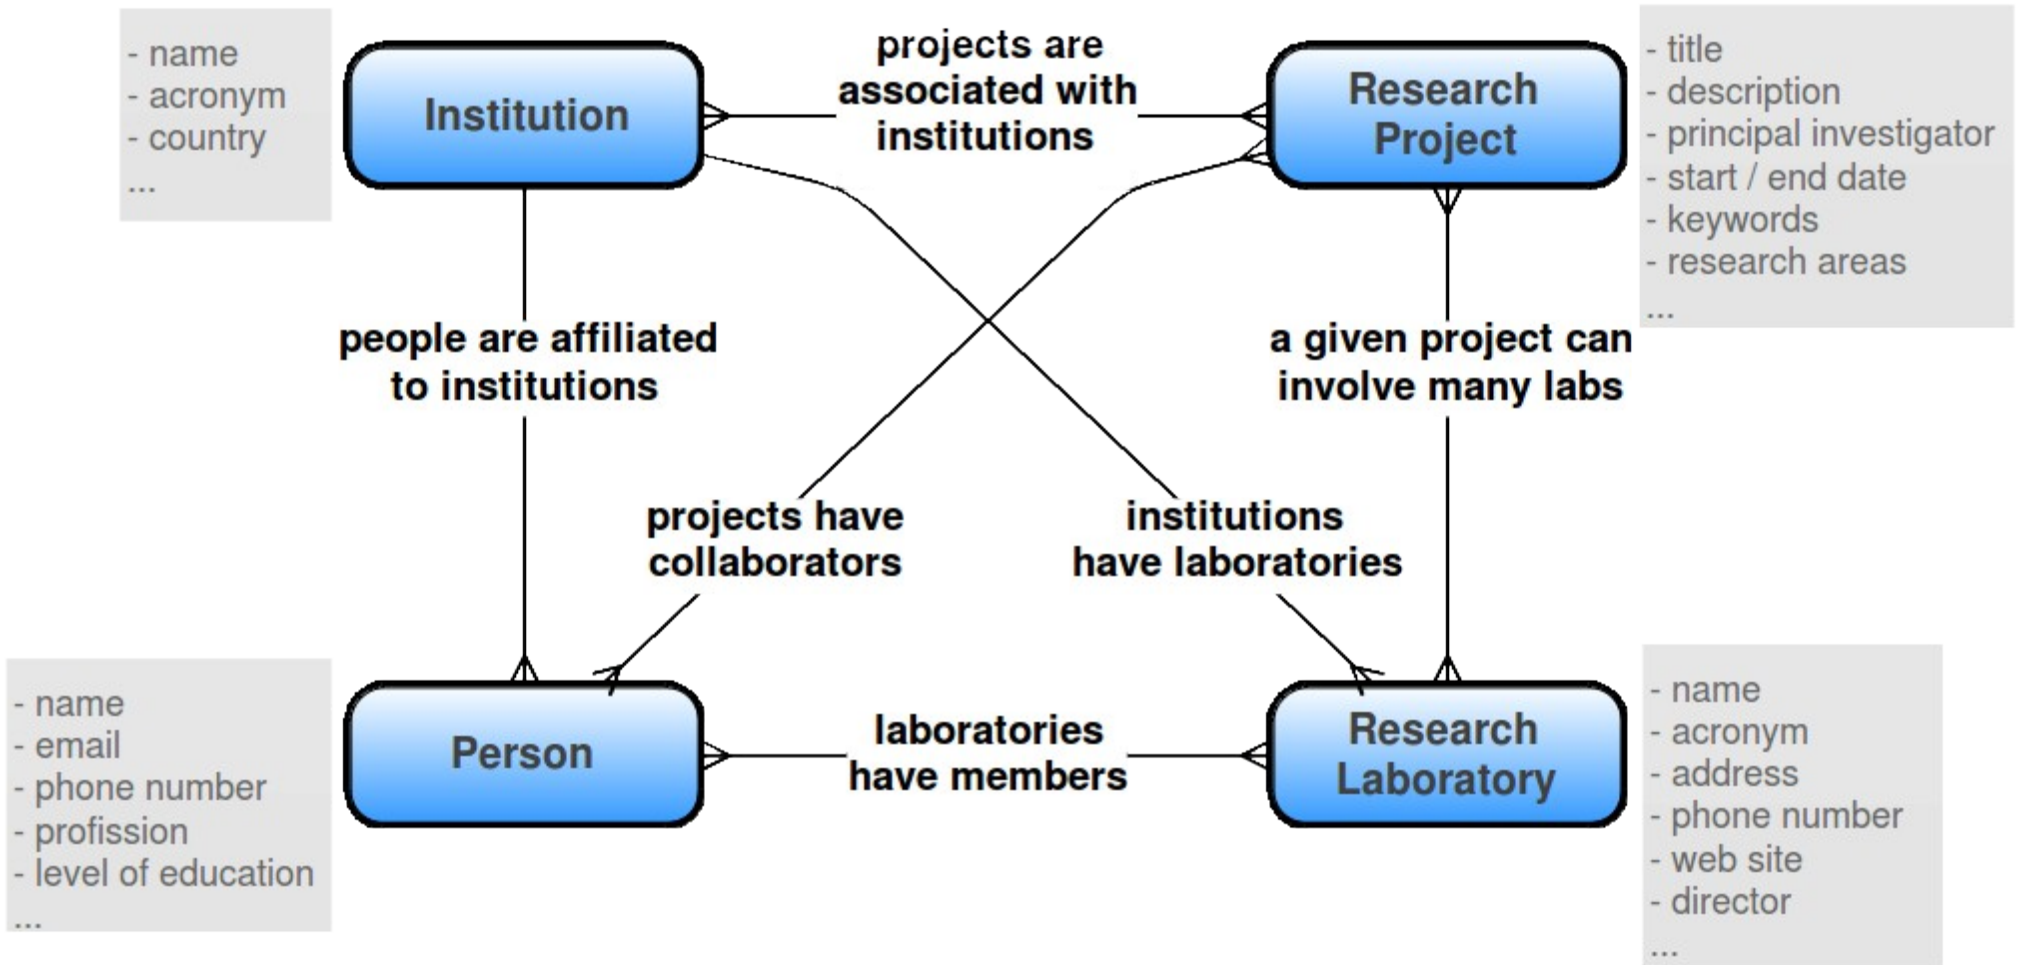 - name
- acronym
- country
...
Institution
projects are
associated with
institutions
Research
Project
- title
- description
- principal investigator
- start / end date
- keywords
- research areas
...
people are affiliated
to institutions
a given project can
involve many labs
projects have
collaborators
institutions
have laboratories
- name
- email
- phone number
- profission
- level of education
...
Person
laboratories
have members
Research
Laboratory
- name
- acronym
- address
- phone number
- web site
- director
...